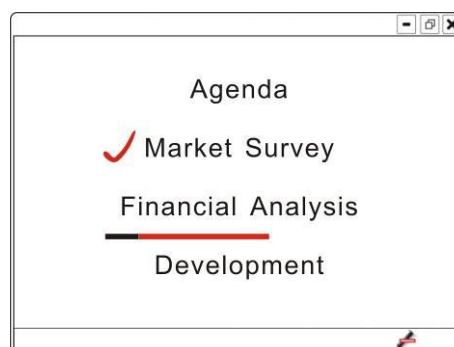 Agenda
Market Survey
Financial Analysis
Development